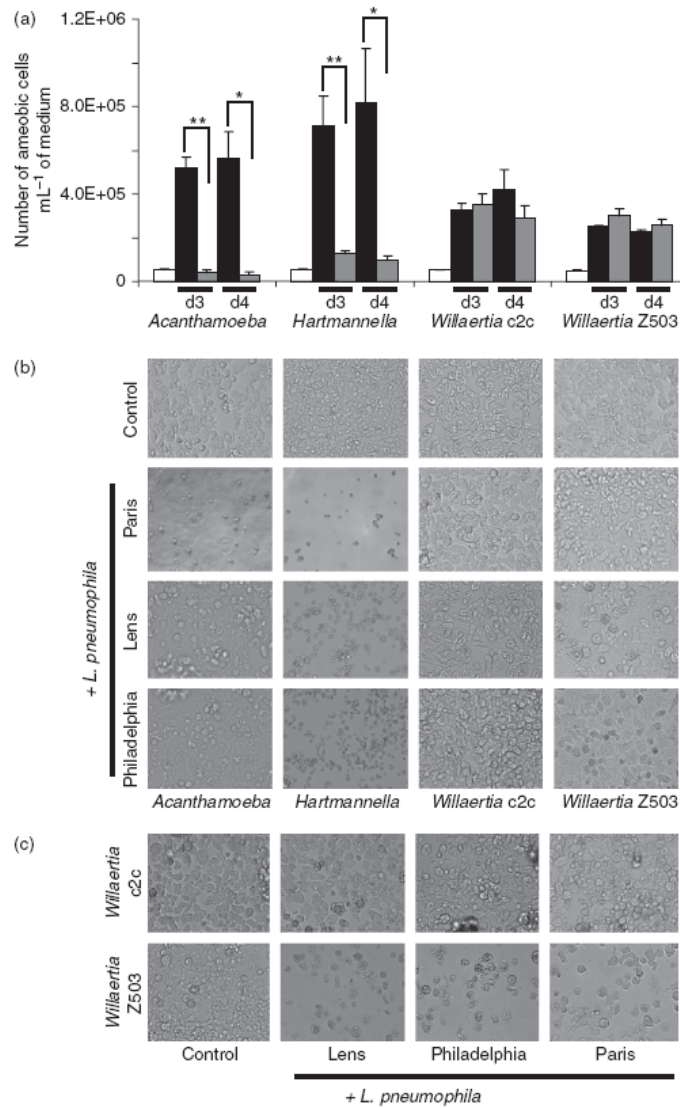 (a)
1.2E+06
8.0E+05
4.0E+05
0
Number of ameobic cells
mL⁻¹ of medium
** * ** *
d3 d4 d3 d4 d3 d4 d3 d4
Acanthamoeba Hartmannella Willaertia c2c Willaertia Z503
(b)
Control
Paris
Lens
Philadelphia
+ L. pneumophila
Acanthamoeba Hartmannella Willaertia c2c Willaertia Z503
(c)
Willaertia
c2c
Willaertia
Z503
Control Lens Philadelphia Paris
+ L. pneumophila